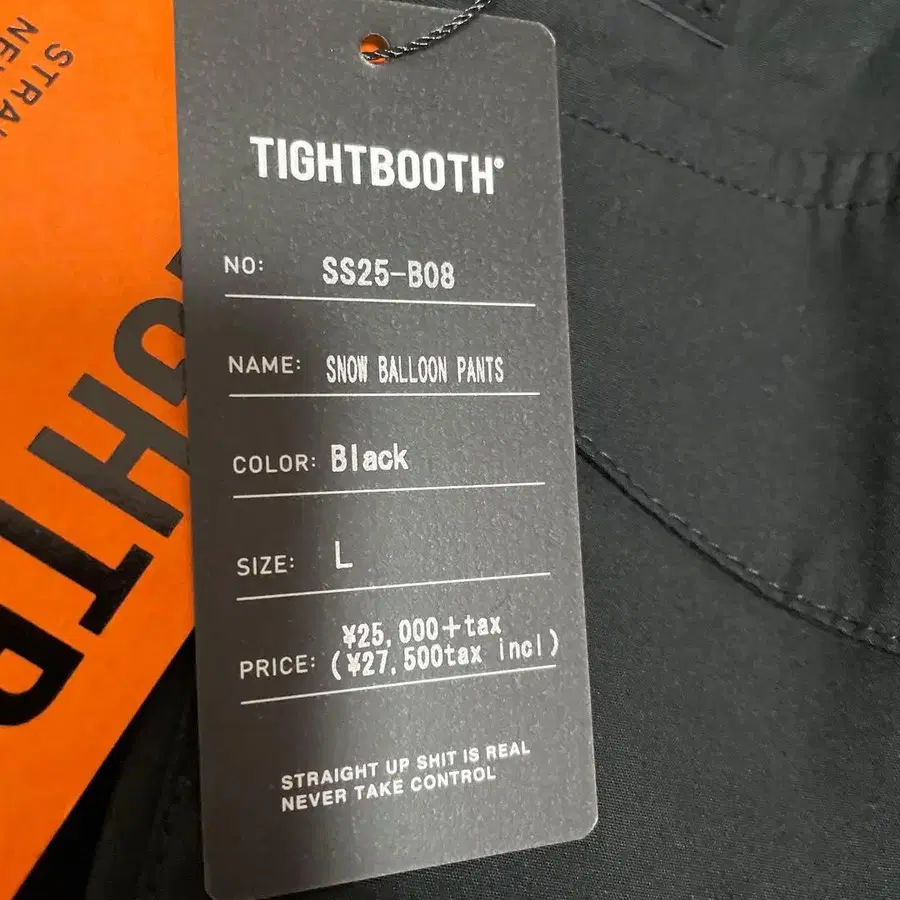 TIGHTBOOTH
NO: SS25-B08
NAME: SNOW BALLOON PANTS
COLOR: Black
SIZE: L
PRICE: ¥25,000+tax
(¥27,500tax incl)
STRAIGHT UP SHIT IS REAL
NEVER TAKE CONTROL